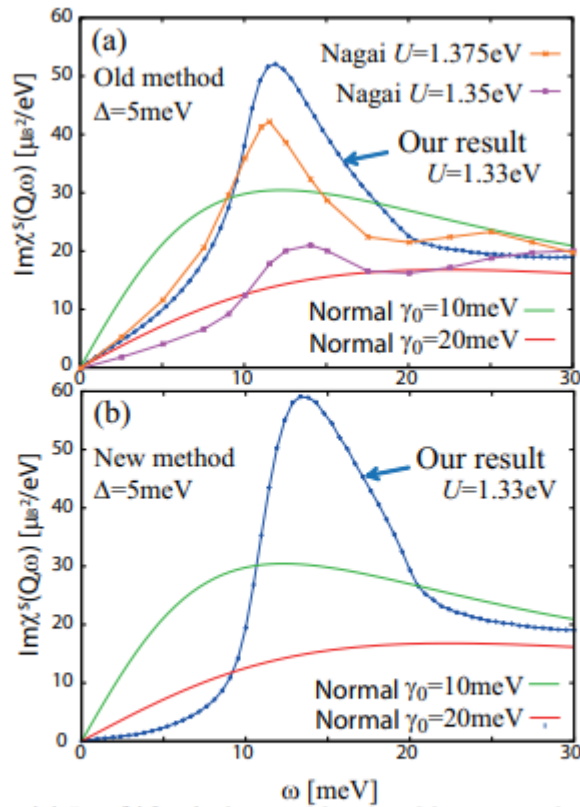 60
(a)
Nagai U=1.375eV
Old method
Δ=5meV
Nagai U=1.35eV
50
40
30
20
10
0
Our result
U=1.33eV
Normal γ₀=10meV
Normal γ₀=20meV
Imχˢ(Q,ω) [μB²/eV]
0
10
20
30
60
(b)
New method
Δ=5meV
Our result
U=1.33eV
50
40
30
20
10
0
Normal γ₀=10meV
Normal γ₀=20meV
Imχˢ(Q,ω) [μB²/eV]
0
10
20
30
ω [meV]